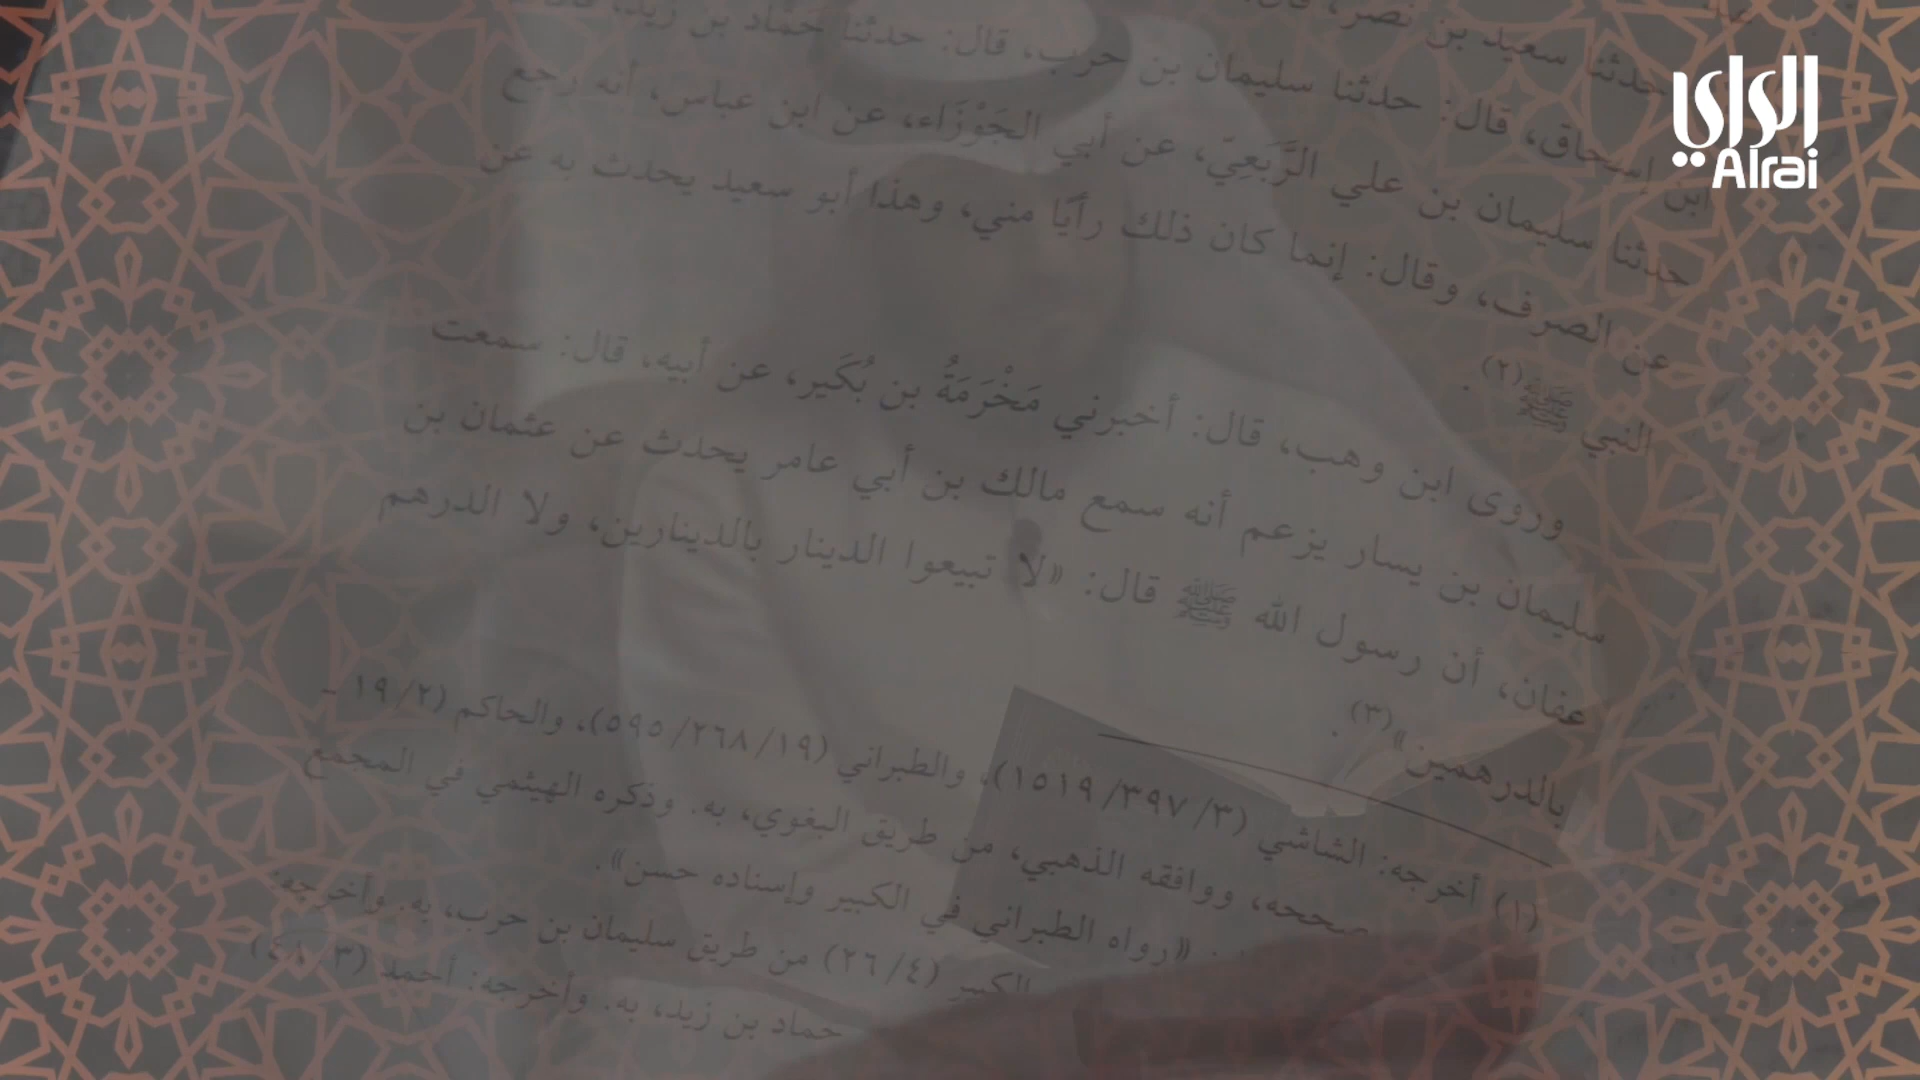 حدثنا سعيد بن نصر، قال:
ابن إسحاق، قال: حدثنا سليمان بن حرب، قال: حدثنا حماد بن زيد، قال:
حدثنا سليمان بن علي الرَّبَعِيّ، عن أبي الجَوْزَاء، عن ابن عباس، أنه رجع
عن الصرف، وقال: إنما كان ذلك رأيًا مني، وهذا أبو سعيد يحدث به عن
النبي ﷺ(٢).
وروى ابن وهب، قال: أخبرني مَخْرَمَةُ بن بُكَير، عن أبيه، قال: سمعت
سليمان بن يسار يزعم أنه سمع مالك بن أبي عامر يحدث عن عثمان بن
عفان، أن رسول الله ﷺ قال: «لا تبيعوا الدينار بالدينارين، ولا الدرهم
بالدرهمين»(٣).
(١) أخرجه: الشاشي (٣/ ٣٩٧/ ١٥١٩)، والطبراني (١٩/ ٢٦٨/ ٥٩٥)، والحاكم (٢/ ١٩ -
صححه، ووافقه الذهبي، من طريق البغوي، به. وذكره الهيثمي في المجمع
«رواه الطبراني في الكبير وإسناده حسن».
الكبير (٤/ ٢٦) من طريق سليمان بن حرب، به. وأخرجه:
حماد بن زيد، به. وأخرجه: أحمد
الراي
Alrai